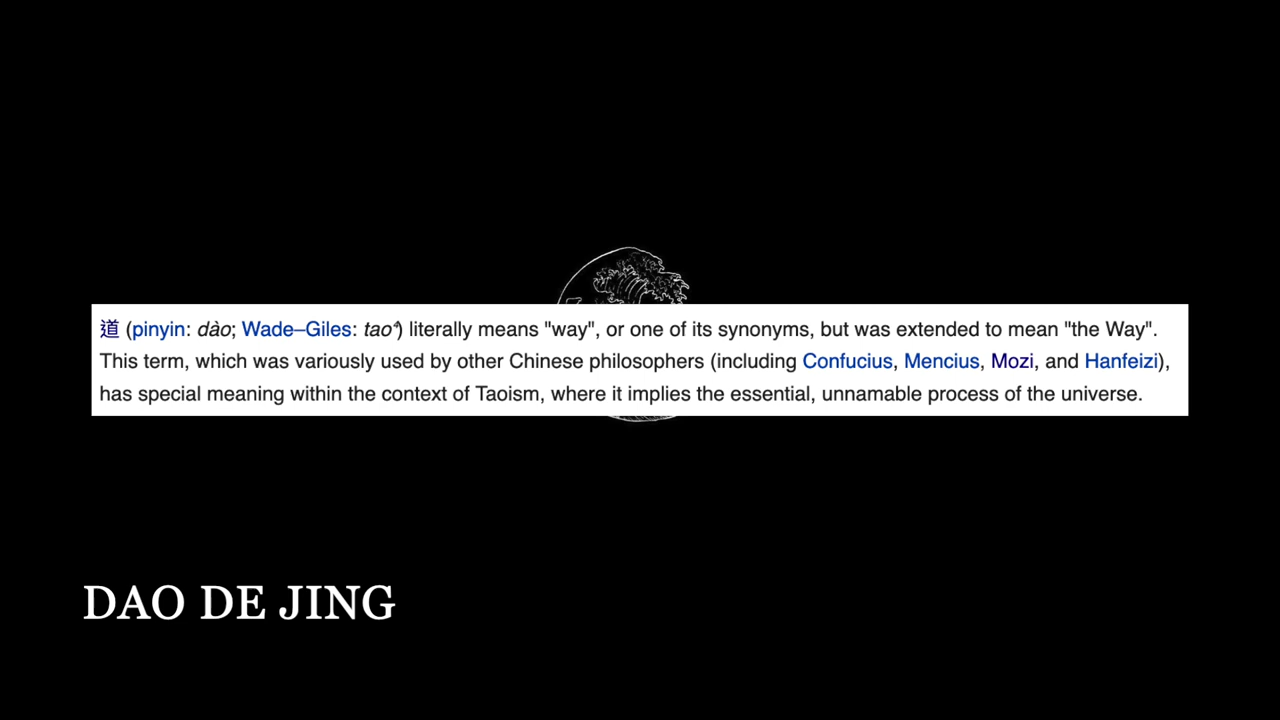 道 (pinyin: dào; Wade–Giles: tao⁴) literally means "way", or one of its synonyms, but was extended to mean "the Way".
This term, which was variously used by other Chinese philosophers (including Confucius, Mencius, Mozi, and Hanfeizi),
has special meaning within the context of Taoism, where it implies the essential, unnamable process of the universe.
DAO DE JING